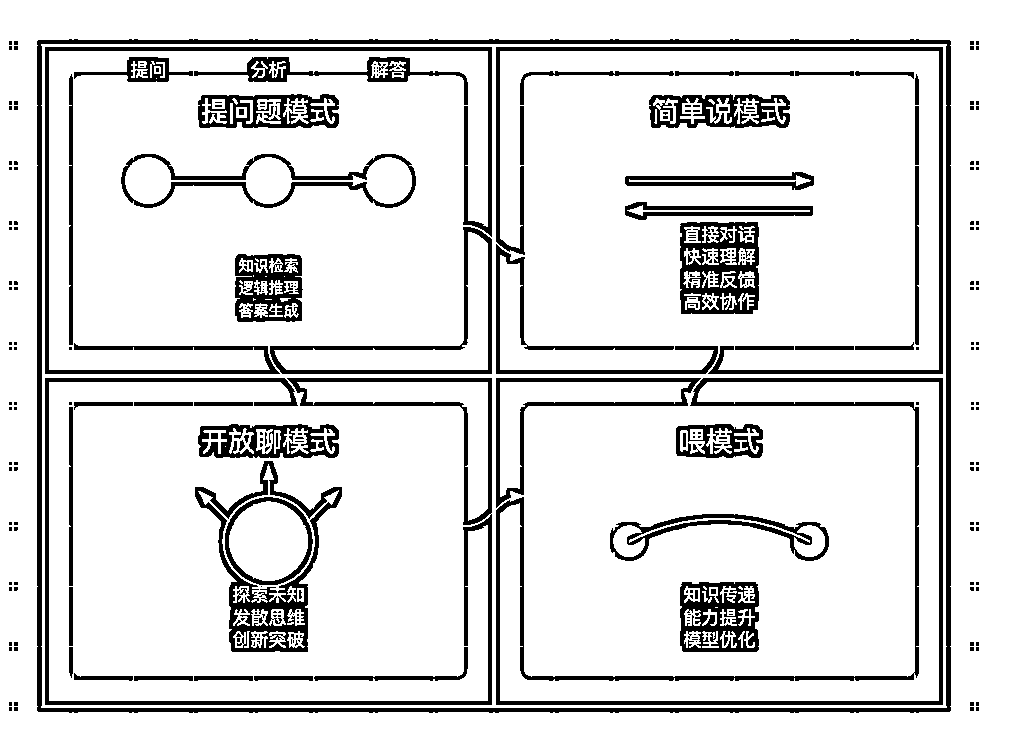 提问
分析
解答
提问题模式
知识检索
逻辑推理
答案生成
简单说模式
直接对话
快速理解
精准反馈
高效协作
开放聊模式
探索未知
发散思维
创新突破
喂模式
知识传递
能力提升
模型优化